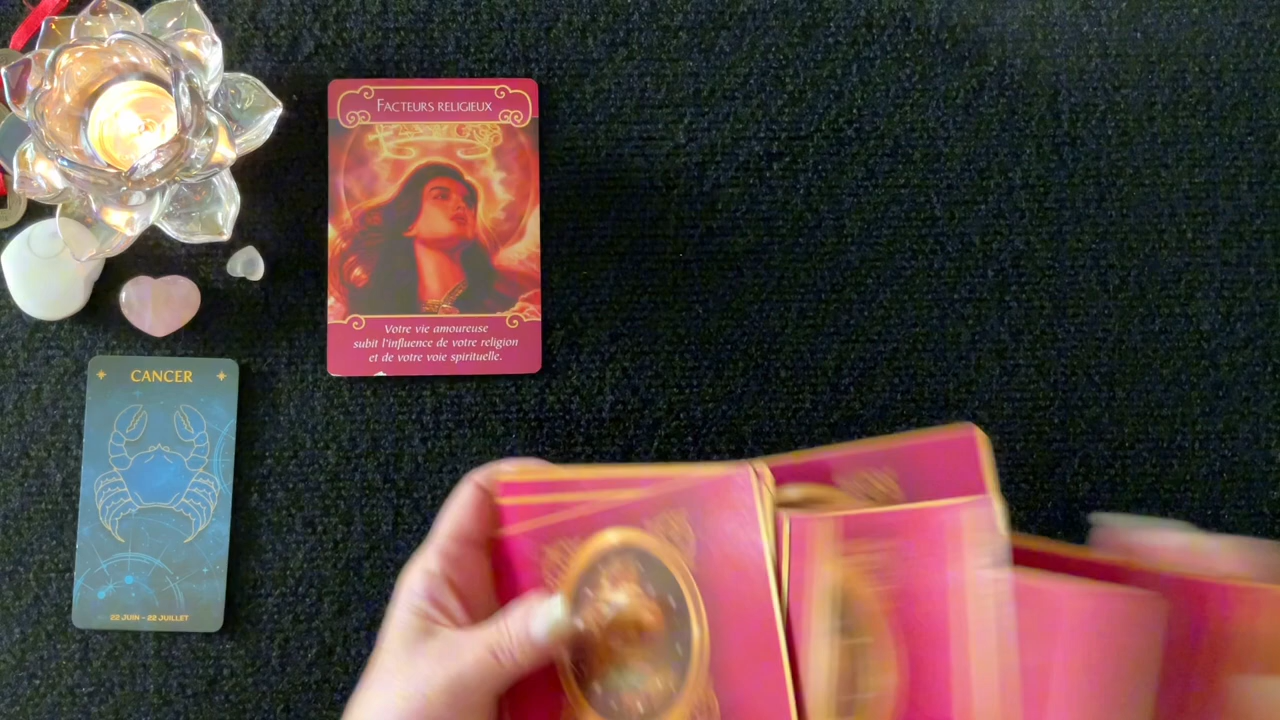 FACTEURS RELIGIEUX
Votre vie amoureuse
subit l'influence de votre religion
et de votre voie spirituelle.
CANCER
22 JUIN - 22 JUILLET